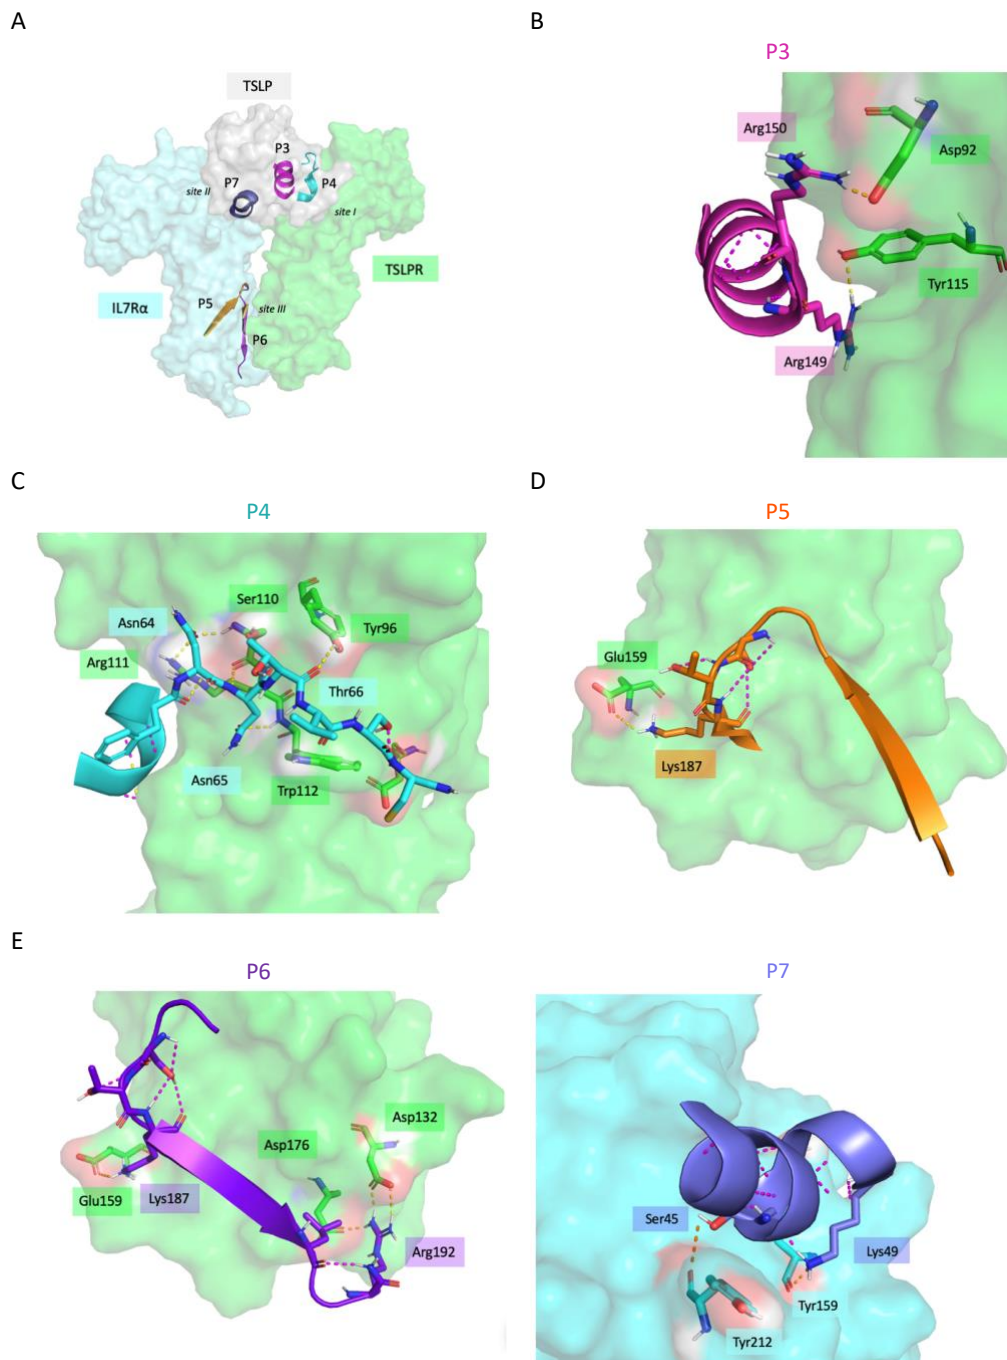 A
B
P3
TSLP
P3
P4
P7
site II
site I
TSLPR
IL7Rα
P5
site III
P6
Arg150
Asp92
Tyr115
Arg149
C
D
P4
P5
Ser110
Asn64
Tyr96
Arg111
Thr66
Asn65
Trp112
Glu159
Lys187
E
P6
P7
Asp132
Asp176
Glu159
Lys187
Arg192
Ser45
Lys49
Tyr159
Tyr212